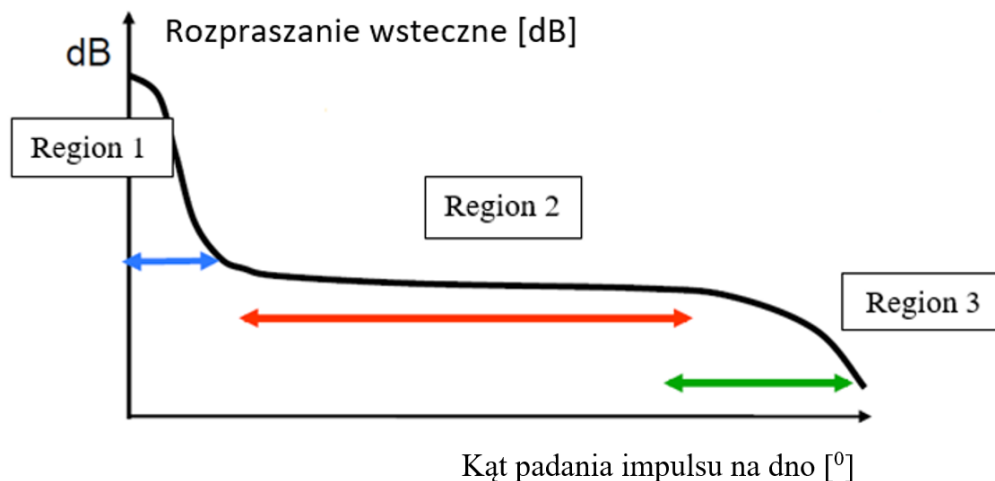 Rozpraszanie wsteczne [dB]
dB
Region 1
Region 2
Region 3
Kąt padania impulsu na dno [⁰]